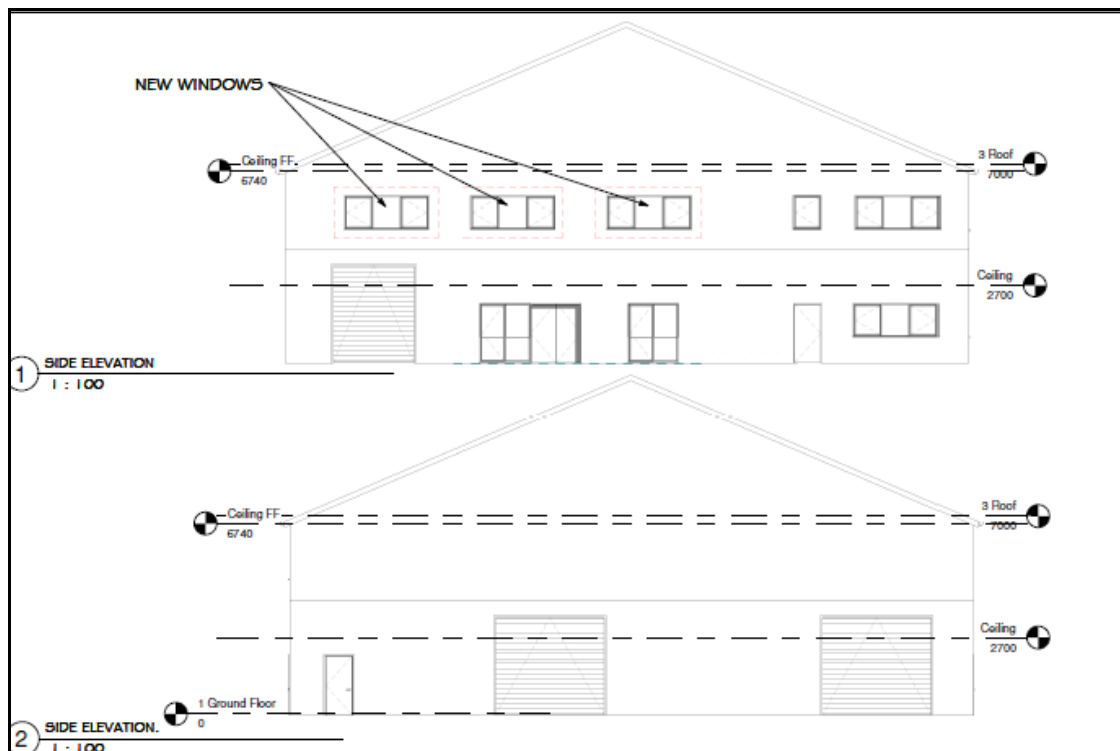 NEW WINDOWS
Ceiling FF
6740
3 Roof
7000
Ceiling
2700
1
SIDE ELEVATION
1 : 100
Ceiling FF
6740
3 Roof
7000
Ceiling
2700
1 Ground Floor
0
2
SIDE ELEVATION.
1 : 100